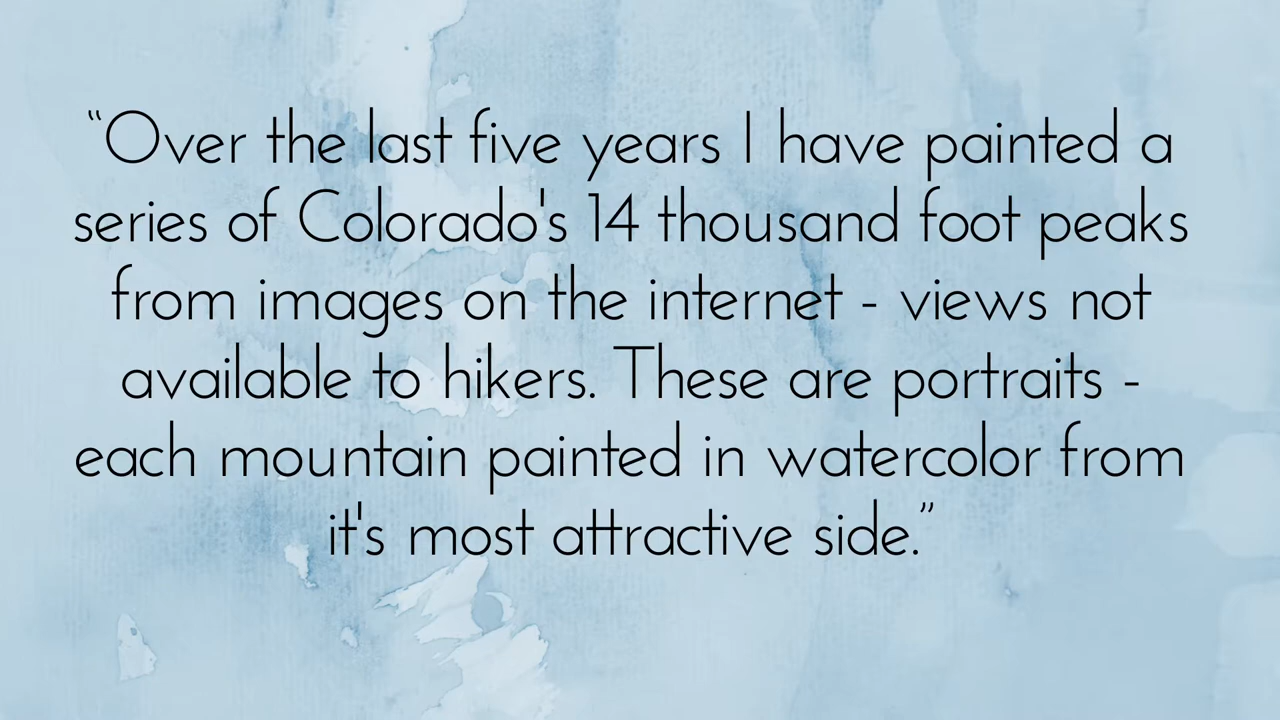 “Over the last five years I have painted a
series of Colorado's 14 thousand foot peaks
from images on the internet - views not
available to hikers. These are portraits -
each mountain painted in watercolor from
it's most attractive side.”